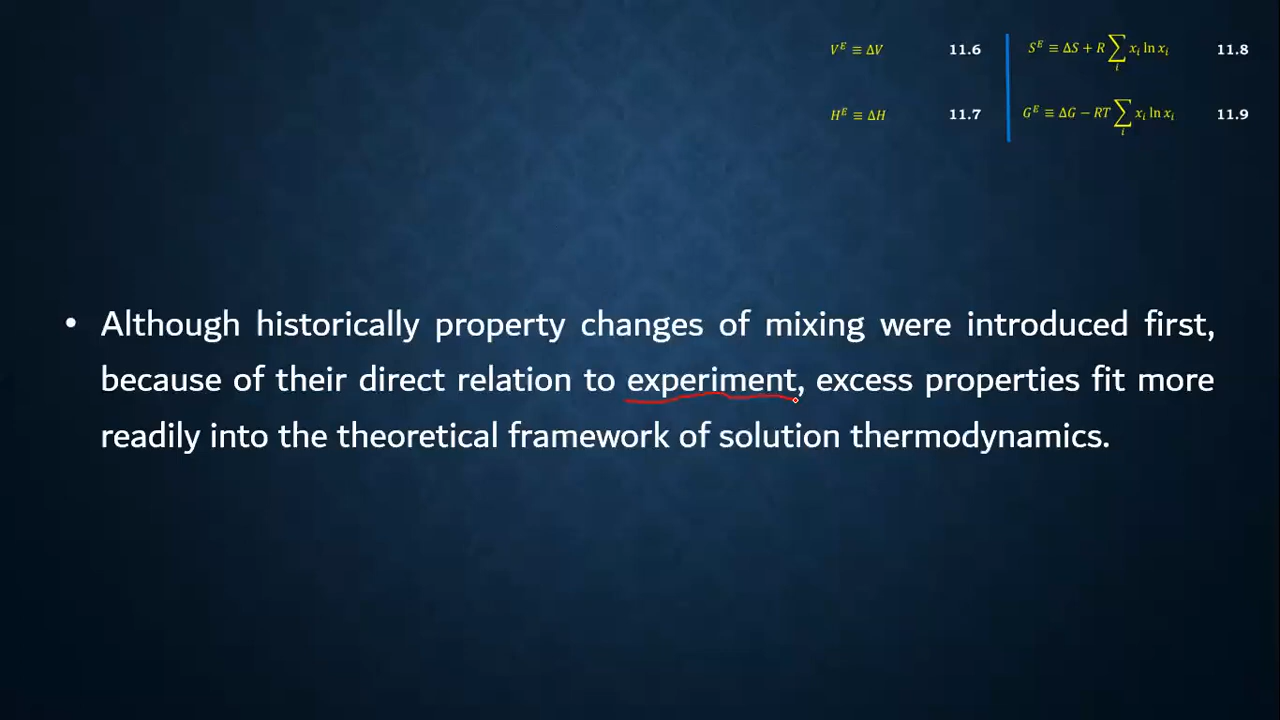 V^E ≡ ΔV 11.6 S^E ≡ ΔS + R ∑_i x_i ln x_i 11.8
H^E ≡ ΔH 11.7 G^E ≡ ΔG − RT ∑_i x_i ln x_i 11.9
• Although historically property changes of mixing were introduced first,
because of their direct relation to experiment, excess properties fit more
readily into the theoretical framework of solution thermodynamics.